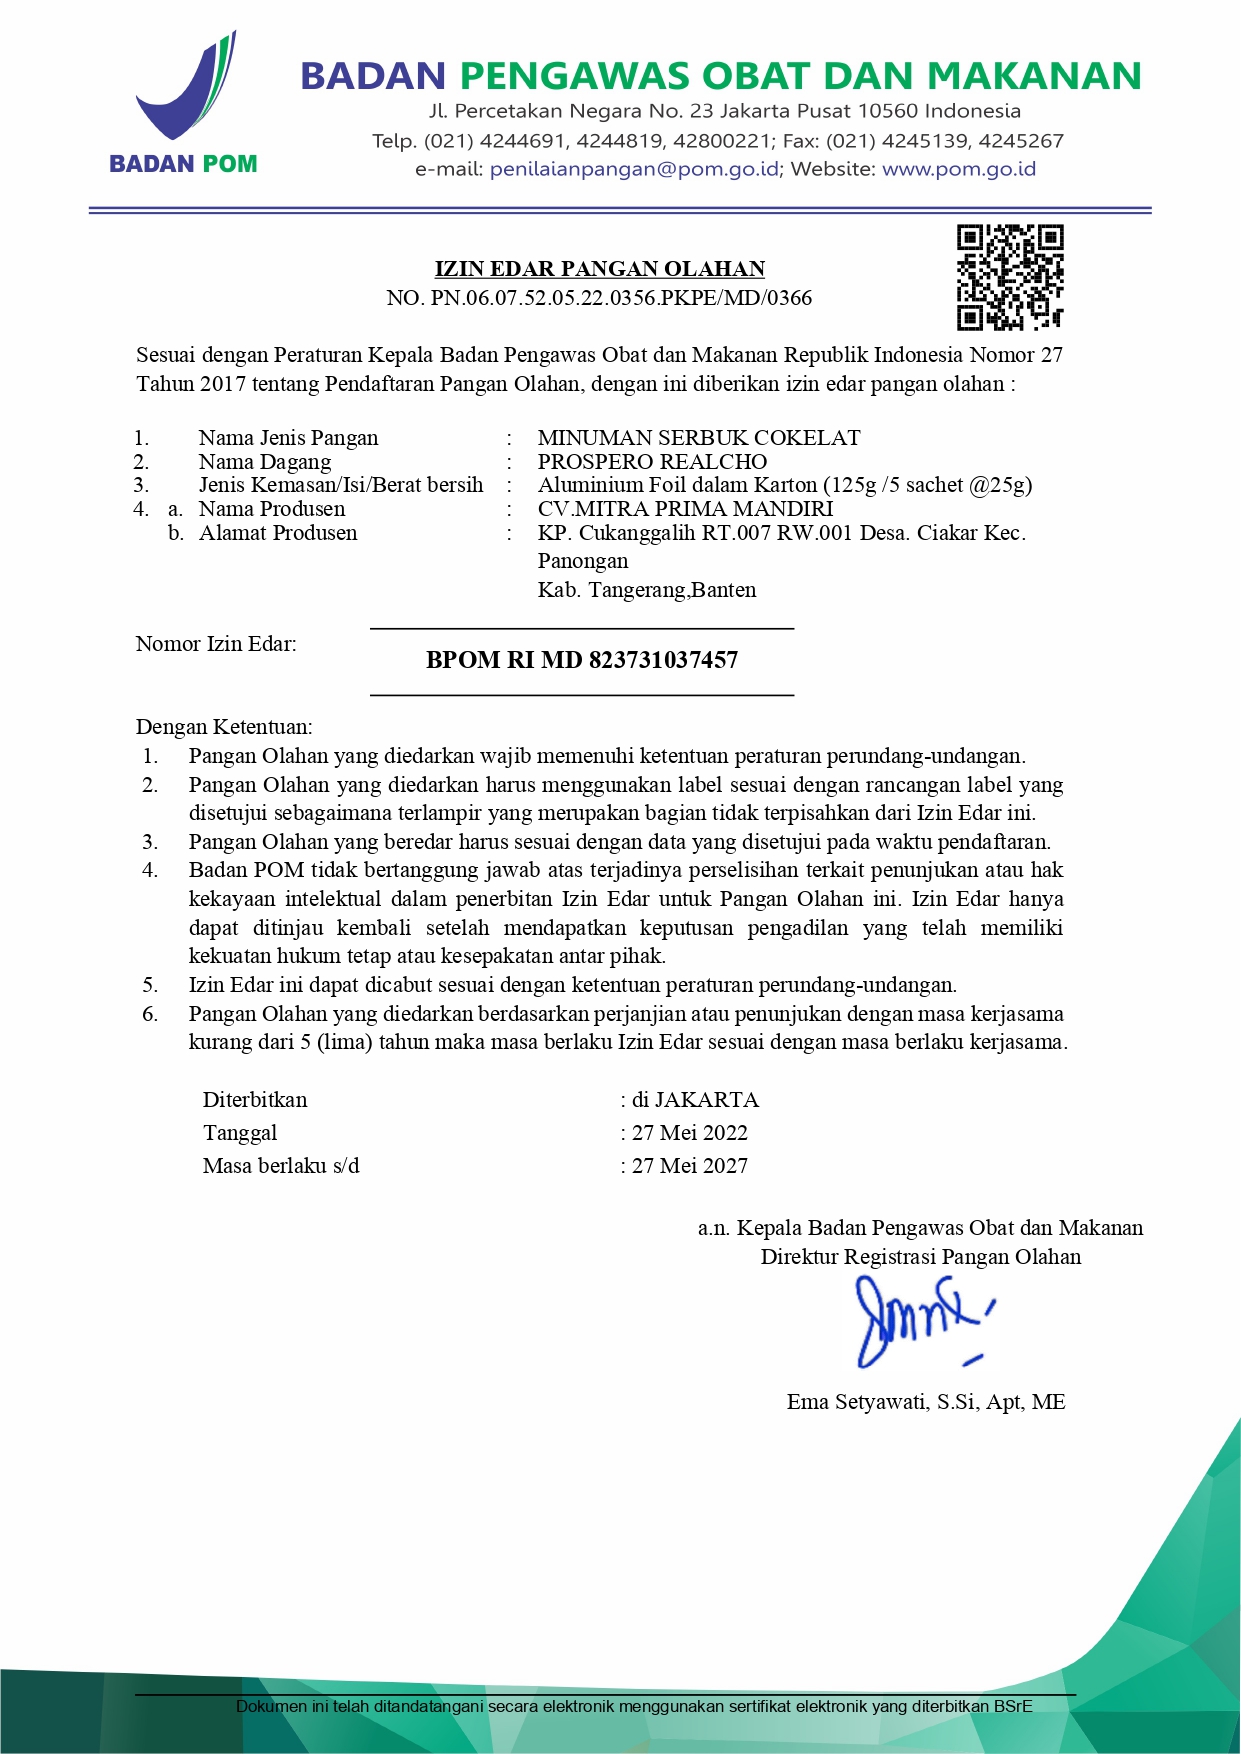 BADAN POM
BADAN PENGAWAS OBAT DAN MAKANAN
Jl. Percetakan Negara No. 23 Jakarta Pusat 10560 Indonesia
Telp. (021) 4244691, 4244819, 42800221; Fax: (021) 4245139, 4245267
e-mail: penilaianpangan@pom.go.id; Website: www.pom.go.id
IZIN EDAR PANGAN OLAHAN
NO. PN.06.07.52.05.22.0356.PKPE/MD/0366
Sesuai dengan Peraturan Kepala Badan Pengawas Obat dan Makanan Republik Indonesia Nomor 27
Tahun 2017 tentang Pendaftaran Pangan Olahan, dengan ini diberikan izin edar pangan olahan :
1. Nama Jenis Pangan : MINUMAN SERBUK COKELAT
2. Nama Dagang : PROSPERO REALCHO
3. Jenis Kemasan/Isi/Berat bersih : Aluminium Foil dalam Karton (125g /5 sachet @25g)
4. a. Nama Produsen : CV.MITRA PRIMA MANDIRI
b. Alamat Produsen : KP. Cukanggalih RT.007 RW.001 Desa. Ciakar Kec.
Panongan
Kab. Tangerang,Banten
Nomor Izin Edar:
BPOM RI MD 823731037457
Dengan Ketentuan:
1. Pangan Olahan yang diedarkan wajib memenuhi ketentuan peraturan perundang-undangan.
2. Pangan Olahan yang diedarkan harus menggunakan label sesuai dengan rancangan label yang
disetujui sebagaimana terlampir yang merupakan bagian tidak terpisahkan dari Izin Edar ini.
3. Pangan Olahan yang beredar harus sesuai dengan data yang disetujui pada waktu pendaftaran.
4. Badan POM tidak bertanggung jawab atas terjadinya perselisihan terkait penunjukan atau hak
kekayaan intelektual dalam penerbitan Izin Edar untuk Pangan Olahan ini. Izin Edar hanya
dapat ditinjau kembali setelah mendapatkan keputusan pengadilan yang telah memiliki
kekuatan hukum tetap atau kesepakatan antar pihak.
5. Izin Edar ini dapat dicabut sesuai dengan ketentuan peraturan perundang-undangan.
6. Pangan Olahan yang diedarkan berdasarkan perjanjian atau penunjukan dengan masa kerjasama
kurang dari 5 (lima) tahun maka masa berlaku Izin Edar sesuai dengan masa berlaku kerjasama.
Diterbitkan : di JAKARTA
Tanggal : 27 Mei 2022
Masa berlaku s/d : 27 Mei 2027
a.n. Kepala Badan Pengawas Obat dan Makanan
Direktur Registrasi Pangan Olahan
Ema Setyawati, S.Si, Apt, ME
Dokumen ini telah ditandatangani secara elektronik menggunakan sertifikat elektronik yang diterbitkan BSrE